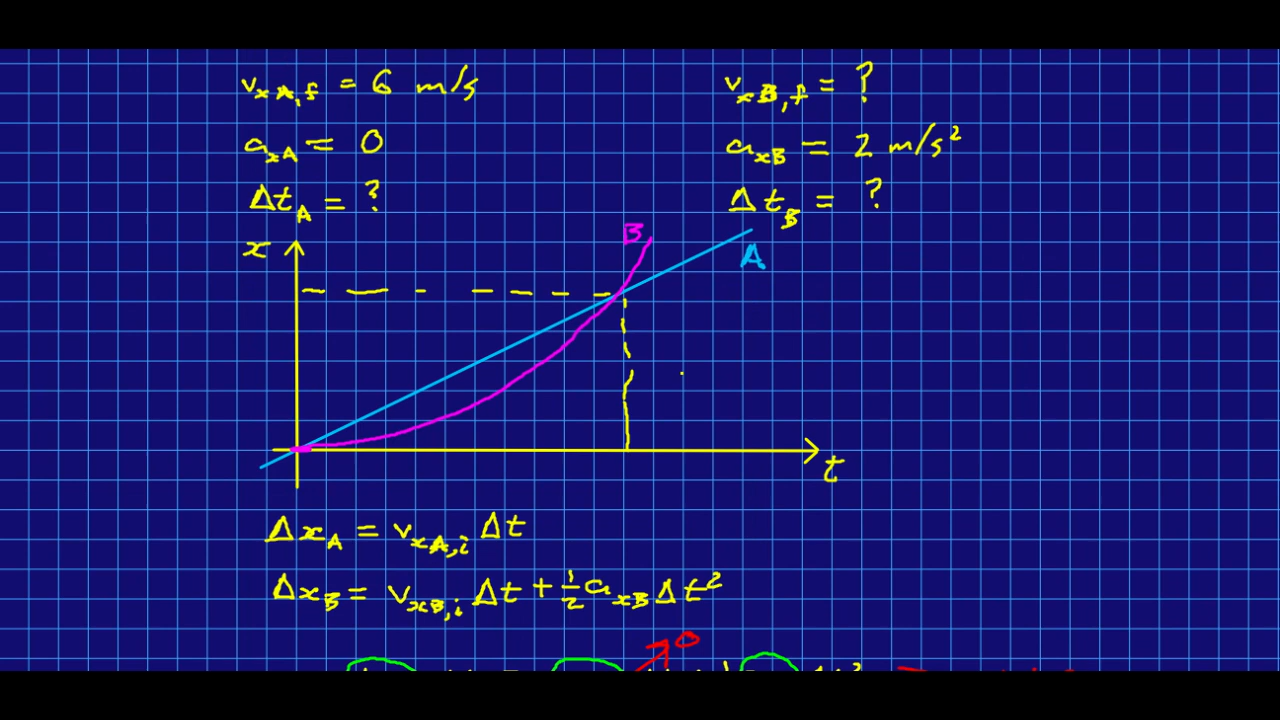 v_xA,f = 6 m/s
v_xB,f = ?
a_xA = 0
a_xB = 2 m/s²
Δt_A = ?
Δt_B = ?
x
B
A
t
Δx_A = v_xA,i Δt
Δx_B = v_xB,i Δt + 1/2 a_xB Δt²
0